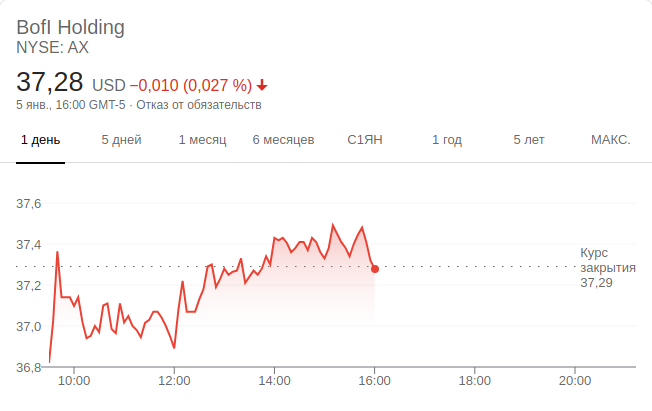 BofI Holding
NYSE: AX
37,28 USD −0,010 (0,027 %)
5 янв., 16:00 GMT-5 · Отказ от обязательств
1 день 5 дней 1 месяц 6 месяцев С1ЯН 1 год 5 лет МАКС.
37,6
37,4
37,2
37,0
36,8
Курс
закрытия
37,29
10:00 12:00 14:00 16:00 18:00 20:00